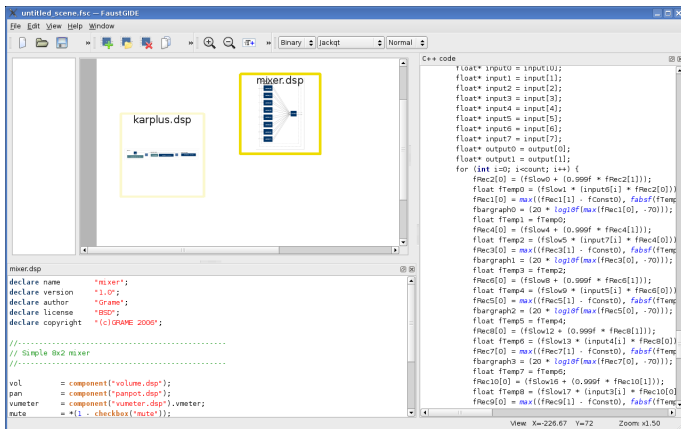 untitled_scene.fsc — FaustGIDE
File Edit View Help Window
» » T+ » Binary Jackqt Normal
mixer.dsp
karplus.dsp
C++ code
float* input0 = input[0];
float* input1 = input[1];
float* input2 = input[2];
float* input3 = input[3];
float* input4 = input[4];
float* input5 = input[5];
float* input6 = input[6];
float* input7 = input[7];
float* output0 = output[0];
float* output1 = output[1];
for (int i=0; i<count; i++) {
fRec2[0] = (fSlow0 + (0.999f * fRec2[1]));
float fTemp0 = (fSlow1 * (input6[i] * fRec2[0]))
fRec1[0] = max((fRec1[1] - fConst0), fabsf(fTemp
fbargraph0 = (20 * log10f(max(fRec1[0], -70)));
float fTemp1 = fTemp0;
fRec4[0] = (fSlow4 + (0.999f * fRec4[1]));
float fTemp2 = (fSlow5 * (input7[i] * fRec4[0]))
fRec3[0] = max((fRec3[1] - fConst0), fabsf(fTemp
fbargraph1 = (20 * log10f(max(fRec3[0], -70)));
float fTemp3 = fTemp2;
fRec6[0] = (fSlow8 + (0.999f * fRec6[1]));
float fTemp4 = (fSlow9 * (input5[i] * fRec6[0]))
fRec5[0] = max((fRec5[1] - fConst0), fabsf(fTemp
fbargraph2 = (20 * log10f(max(fRec5[0], -70)));
float fTemp5 = fTemp4;
fRec8[0] = (fSlow12 + (0.999f * fRec8[1]));
float fTemp6 = (fSlow13 * (input4[i] * fRec8[0])
fRec7[0] = max((fRec7[1] - fConst0), fabsf(fTemp
fbargraph3 = (20 * log10f(max(fRec7[0], -70)));
float fTemp7 = fTemp6;
fRec10[0] = (fSlow16 + (0.999f * fRec10[1]));
float fTemp8 = (fSlow17 * (input3[i] * fRec10[0]
fRec9[0] = max((fRec9[1] - fConst0), fabsf(fTemp
mixer.dsp
declare name "mixer";
declare version "1.0";
declare author "Grame";
declare license "BSD";
declare copyright "(c)GRAME 2006";
//-----------------------------------------------
// Simple 8x2 mixer
//-----------------------------------------------
vol = component("volume.dsp");
pan = component("panpot.dsp");
vumeter = component("vumeter.dsp").vmeter;
mute = *(1 - checkbox("mute"));
View: X=-226.67 Y=72 Zoom: x1.50